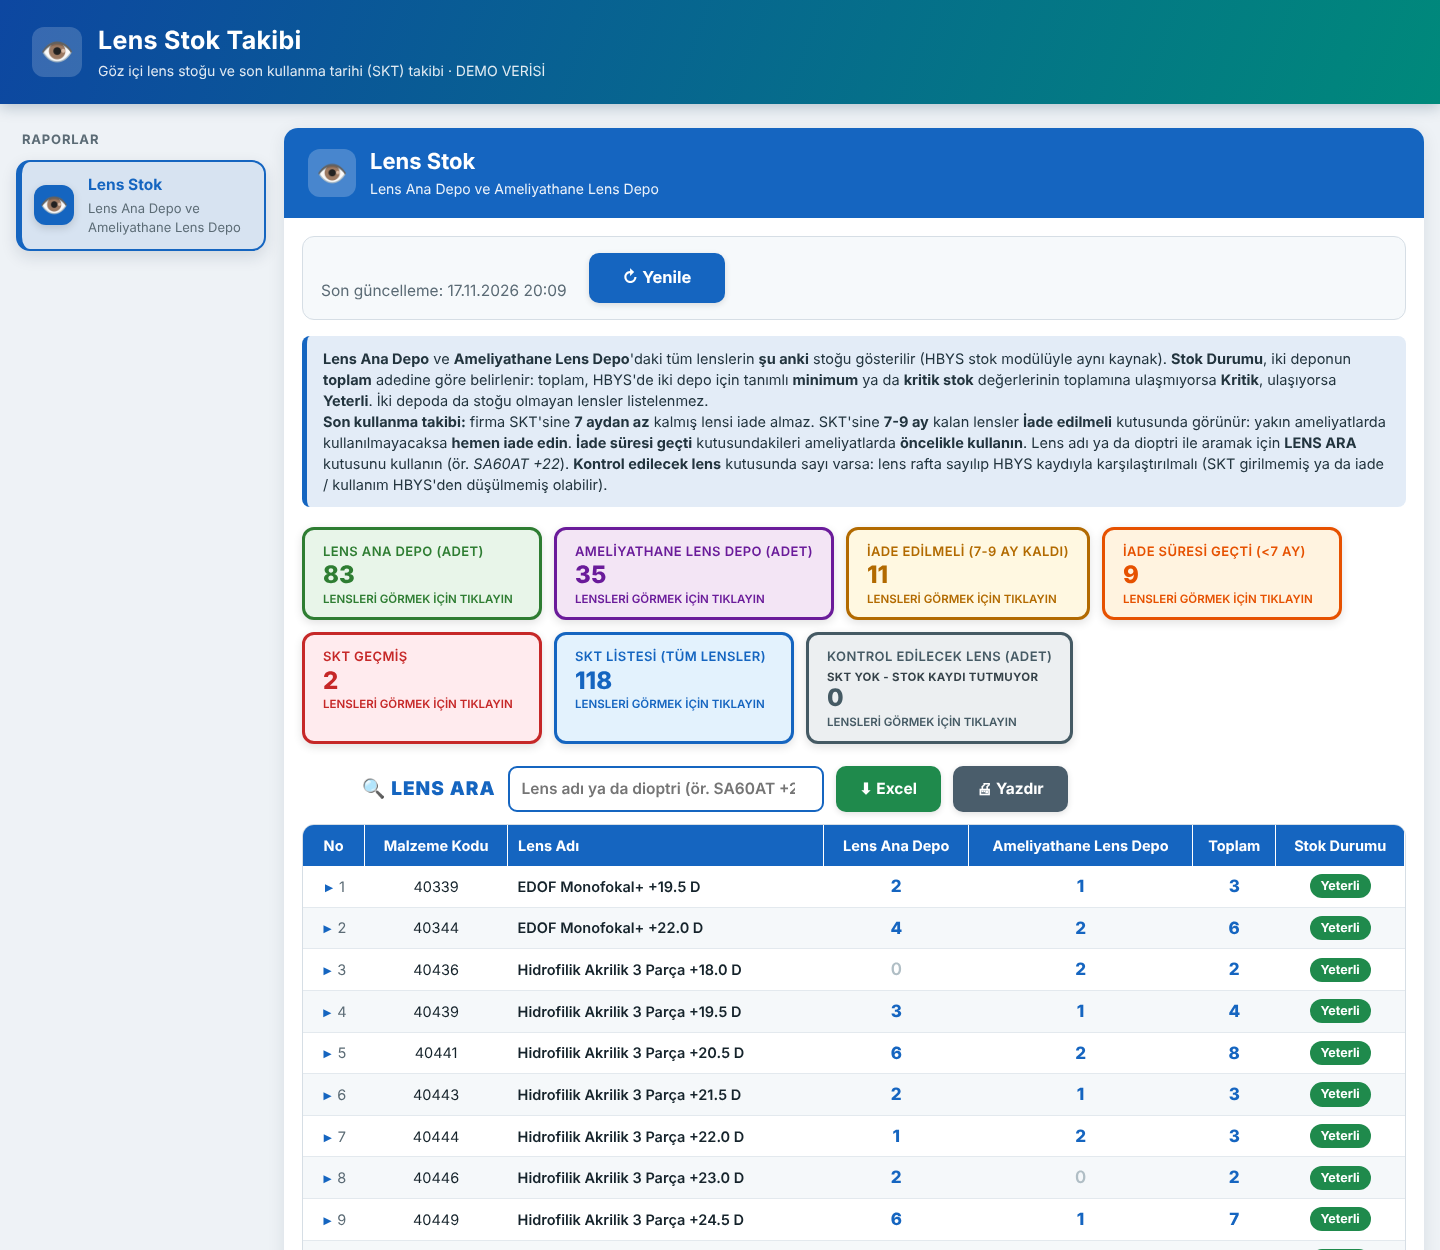 Lens Stok Takibi
Göz içi lens stoğu ve son kullanma tarihi (SKT) takibi · DEMO VERİSİ
RAPORLAR
Lens Stok
Lens Ana Depo ve
Ameliyathane Lens Depo
Lens Stok
Lens Ana Depo ve Ameliyathane Lens Depo
Son güncelleme: 17.11.2026 20:09
↻ Yenile
Lens Ana Depo ve Ameliyathane Lens Depo'daki tüm lenslerin şu anki stoğu gösterilir (HBYS stok modülüyle aynı kaynak). Stok Durumu, iki deponun
toplam adedine göre belirlenir: toplam, HBYS'de iki depo için tanımlı minimum ya da kritik stok değerlerinin toplamına ulaşmıyorsa Kritik, ulaşıyorsa
Yeterli. İki depoda da stoğu olmayan lensler listelenmez.
Son kullanma takibi: firma SKT'sine 7 aydan az kalmış lensi iade almaz. SKT'sine 7-9 ay kalan lensler İade edilmeli kutusunda görünür: yakın ameliyatlarda
kullanılmayacaksa hemen iade edin. İade süresi geçti kutusundakileri ameliyatlarda öncelikle kullanın. Lens adı ya da dioptri ile aramak için LENS ARA
kutusunu kullanın (ör. SA60AT +22). Kontrol edilecek lens kutusunda sayı varsa: lens rafta sayılıp HBYS kaydıyla karşılaştırılmalı (SKT girilmemiş ya da iade
/ kullanım HBYS'den düşülmemiş olabilir).
LENS ANA DEPO (ADET)
83
LENSLERİ GÖRMEK İÇİN TIKLAYIN
AMELİYATHANE LENS DEPO (ADET)
35
LENSLERİ GÖRMEK İÇİN TIKLAYIN
İADE EDİLMELİ (7-9 AY KALDI)
11
LENSLERİ GÖRMEK İÇİN TIKLAYIN
İADE SÜRESİ GEÇTİ (<7 AY)
9
LENSLERİ GÖRMEK İÇİN TIKLAYIN
SKT GEÇMİŞ
2
LENSLERİ GÖRMEK İÇİN TIKLAYIN
SKT LİSTESİ (TÜM LENSLER)
118
LENSLERİ GÖRMEK İÇİN TIKLAYIN
KONTROL EDİLECEK LENS (ADET)
SKT YOK - STOK KAYDI TUTMUYOR
0
LENSLERİ GÖRMEK İÇİN TIKLAYIN
🔍 LENS ARA
Lens adı ya da dioptri (ör. SA60AT +2
⬇ Excel
🖨 Yazdır
No Malzeme Kodu Lens Adı Lens Ana Depo Ameliyathane Lens Depo Toplam Stok Durumu
▸ 1 40339 EDOF Monofokal+ +19.5 D 2 1 3 Yeterli
▸ 2 40344 EDOF Monofokal+ +22.0 D 4 2 6 Yeterli
▸ 3 40436 Hidrofilik Akrilik 3 Parça +18.0 D 0 2 2 Yeterli
▸ 4 40439 Hidrofilik Akrilik 3 Parça +19.5 D 3 1 4 Yeterli
▸ 5 40441 Hidrofilik Akrilik 3 Parça +20.5 D 6 2 8 Yeterli
▸ 6 40443 Hidrofilik Akrilik 3 Parça +21.5 D 2 1 3 Yeterli
▸ 7 40444 Hidrofilik Akrilik 3 Parça +22.0 D 1 2 3 Yeterli
▸ 8 40446 Hidrofilik Akrilik 3 Parça +23.0 D 2 0 2 Yeterli
▸ 9 40449 Hidrofilik Akrilik 3 Parça +24.5 D 6 1 7 Yeterli